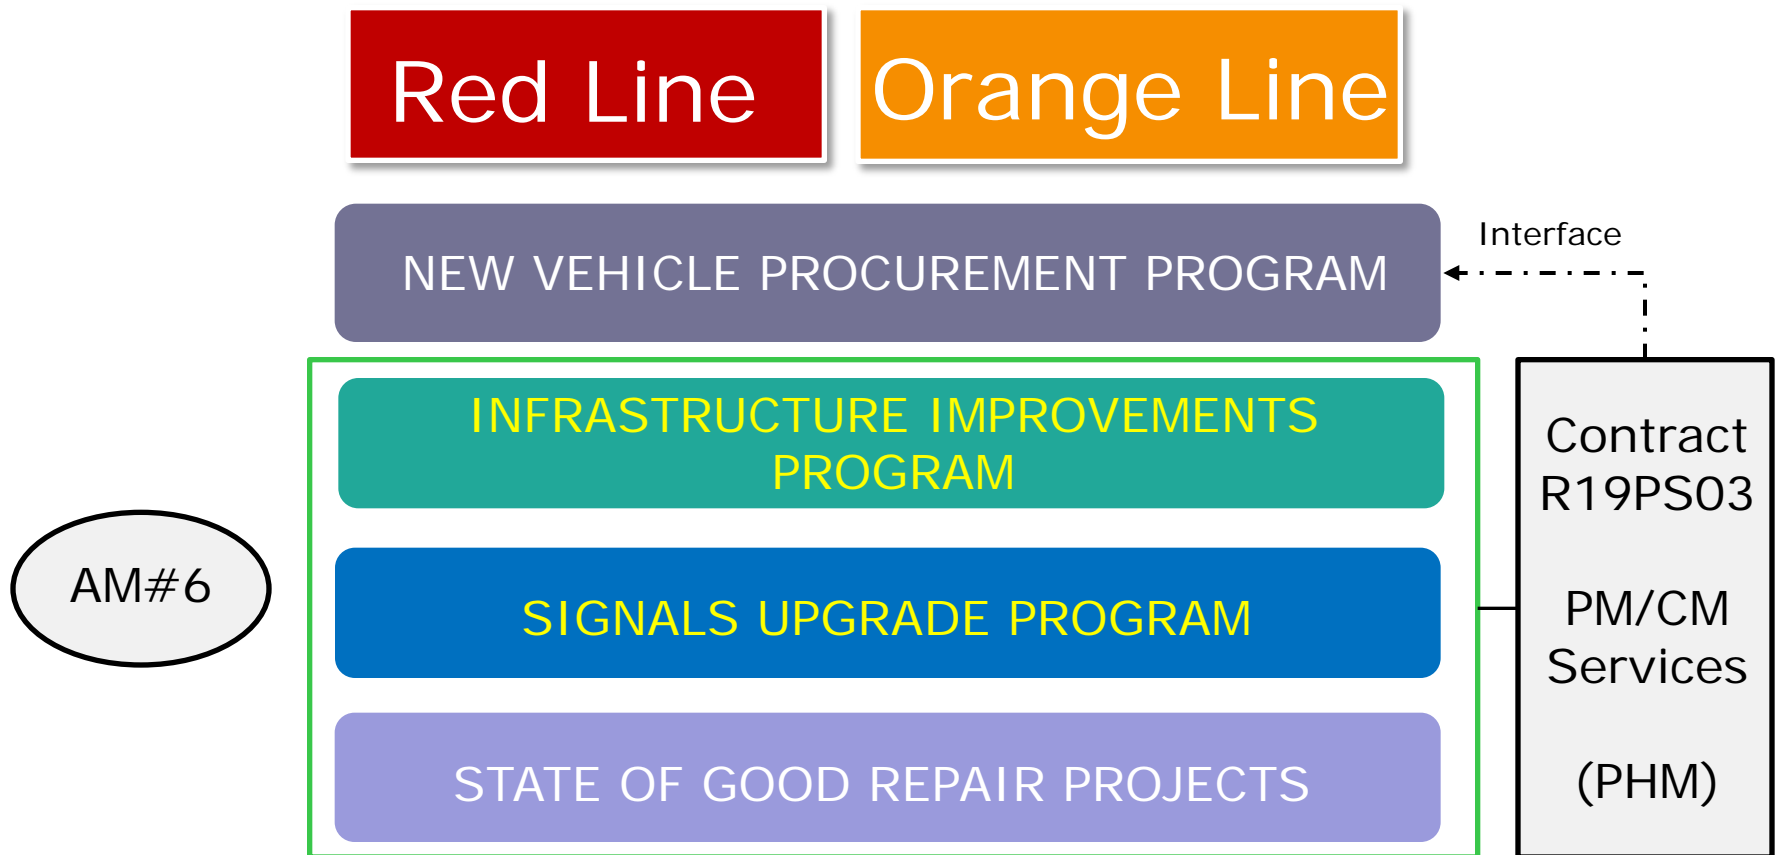 Red Line
Orange Line
NEW VEHICLE PROCUREMENT PROGRAM
Interface
INFRASTRUCTURE IMPROVEMENTS
PROGRAM
SIGNALS UPGRADE PROGRAM
STATE OF GOOD REPAIR PROJECTS
AM#6
Contract
R19PS03
PM/CM
Services
(PHM)